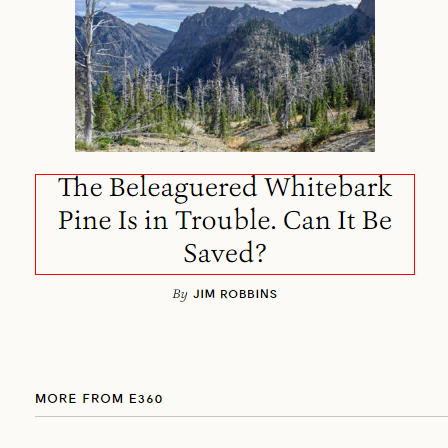 The Beleaguered Whitebark
Pine Is in Trouble. Can It Be
Saved?
By JIM ROBBINS
MORE FROM E360